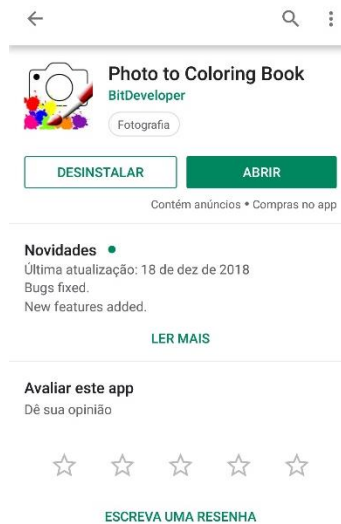 Photo to Coloring Book
BitDeveloper
Fotografia
DESINSTALAR
ABRIR
Contém anúncios • Compras no app
Novidades
Última atualização: 18 de dez de 2018
Bugs fixed.
New features added.
LER MAIS
Avaliar este app
Dê sua opinião
ESCREVA UMA RESENHA